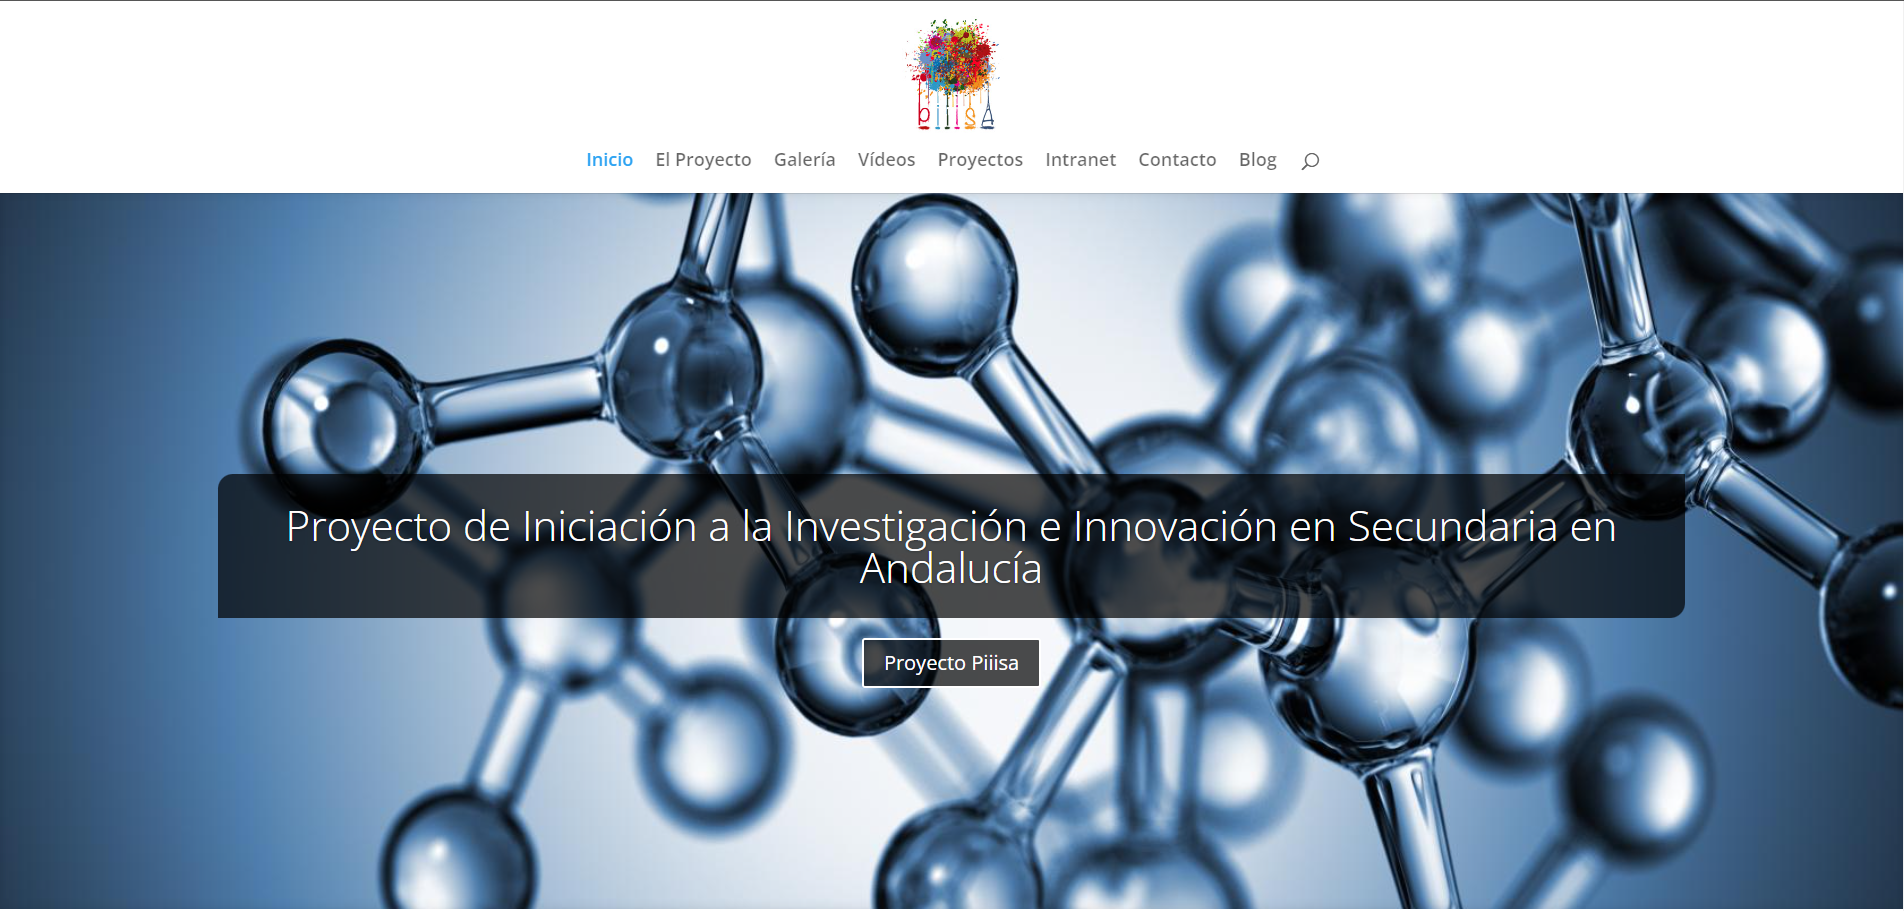 piiisA
Inicio El Proyecto Galería Vídeos Proyectos Intranet Contacto Blog
Proyecto de Iniciación a la Investigación e Innovación en Secundaria en
Andalucía
Proyecto Piiisa